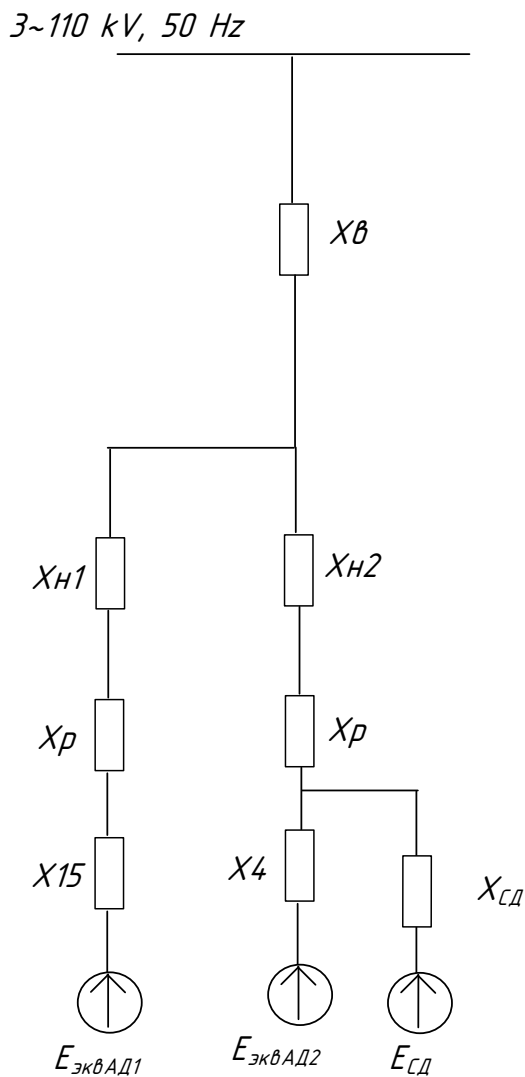 3~110 kV, 50 Hz
Xв
Xн1
Xн2
Xр
Xр
X15
X4
XСД
EэквАД1
EэквАД2
EСД